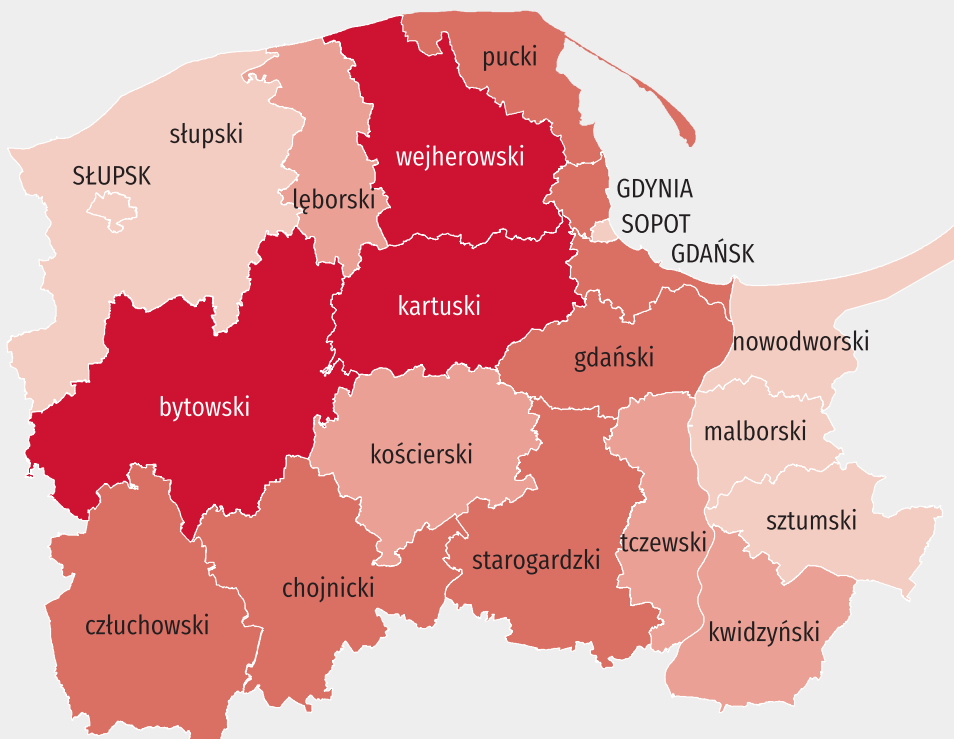 pucki
słupski
wejherowski
SŁUPSK
GDYNIA
lęborski
SOPOT
GDAŃSK
kartuski
nowodworski
gdański
bytowski
malborski
kościerski
sztumski
tczewski
starogardzki
chojnicki
człuchowski
kwidzyński